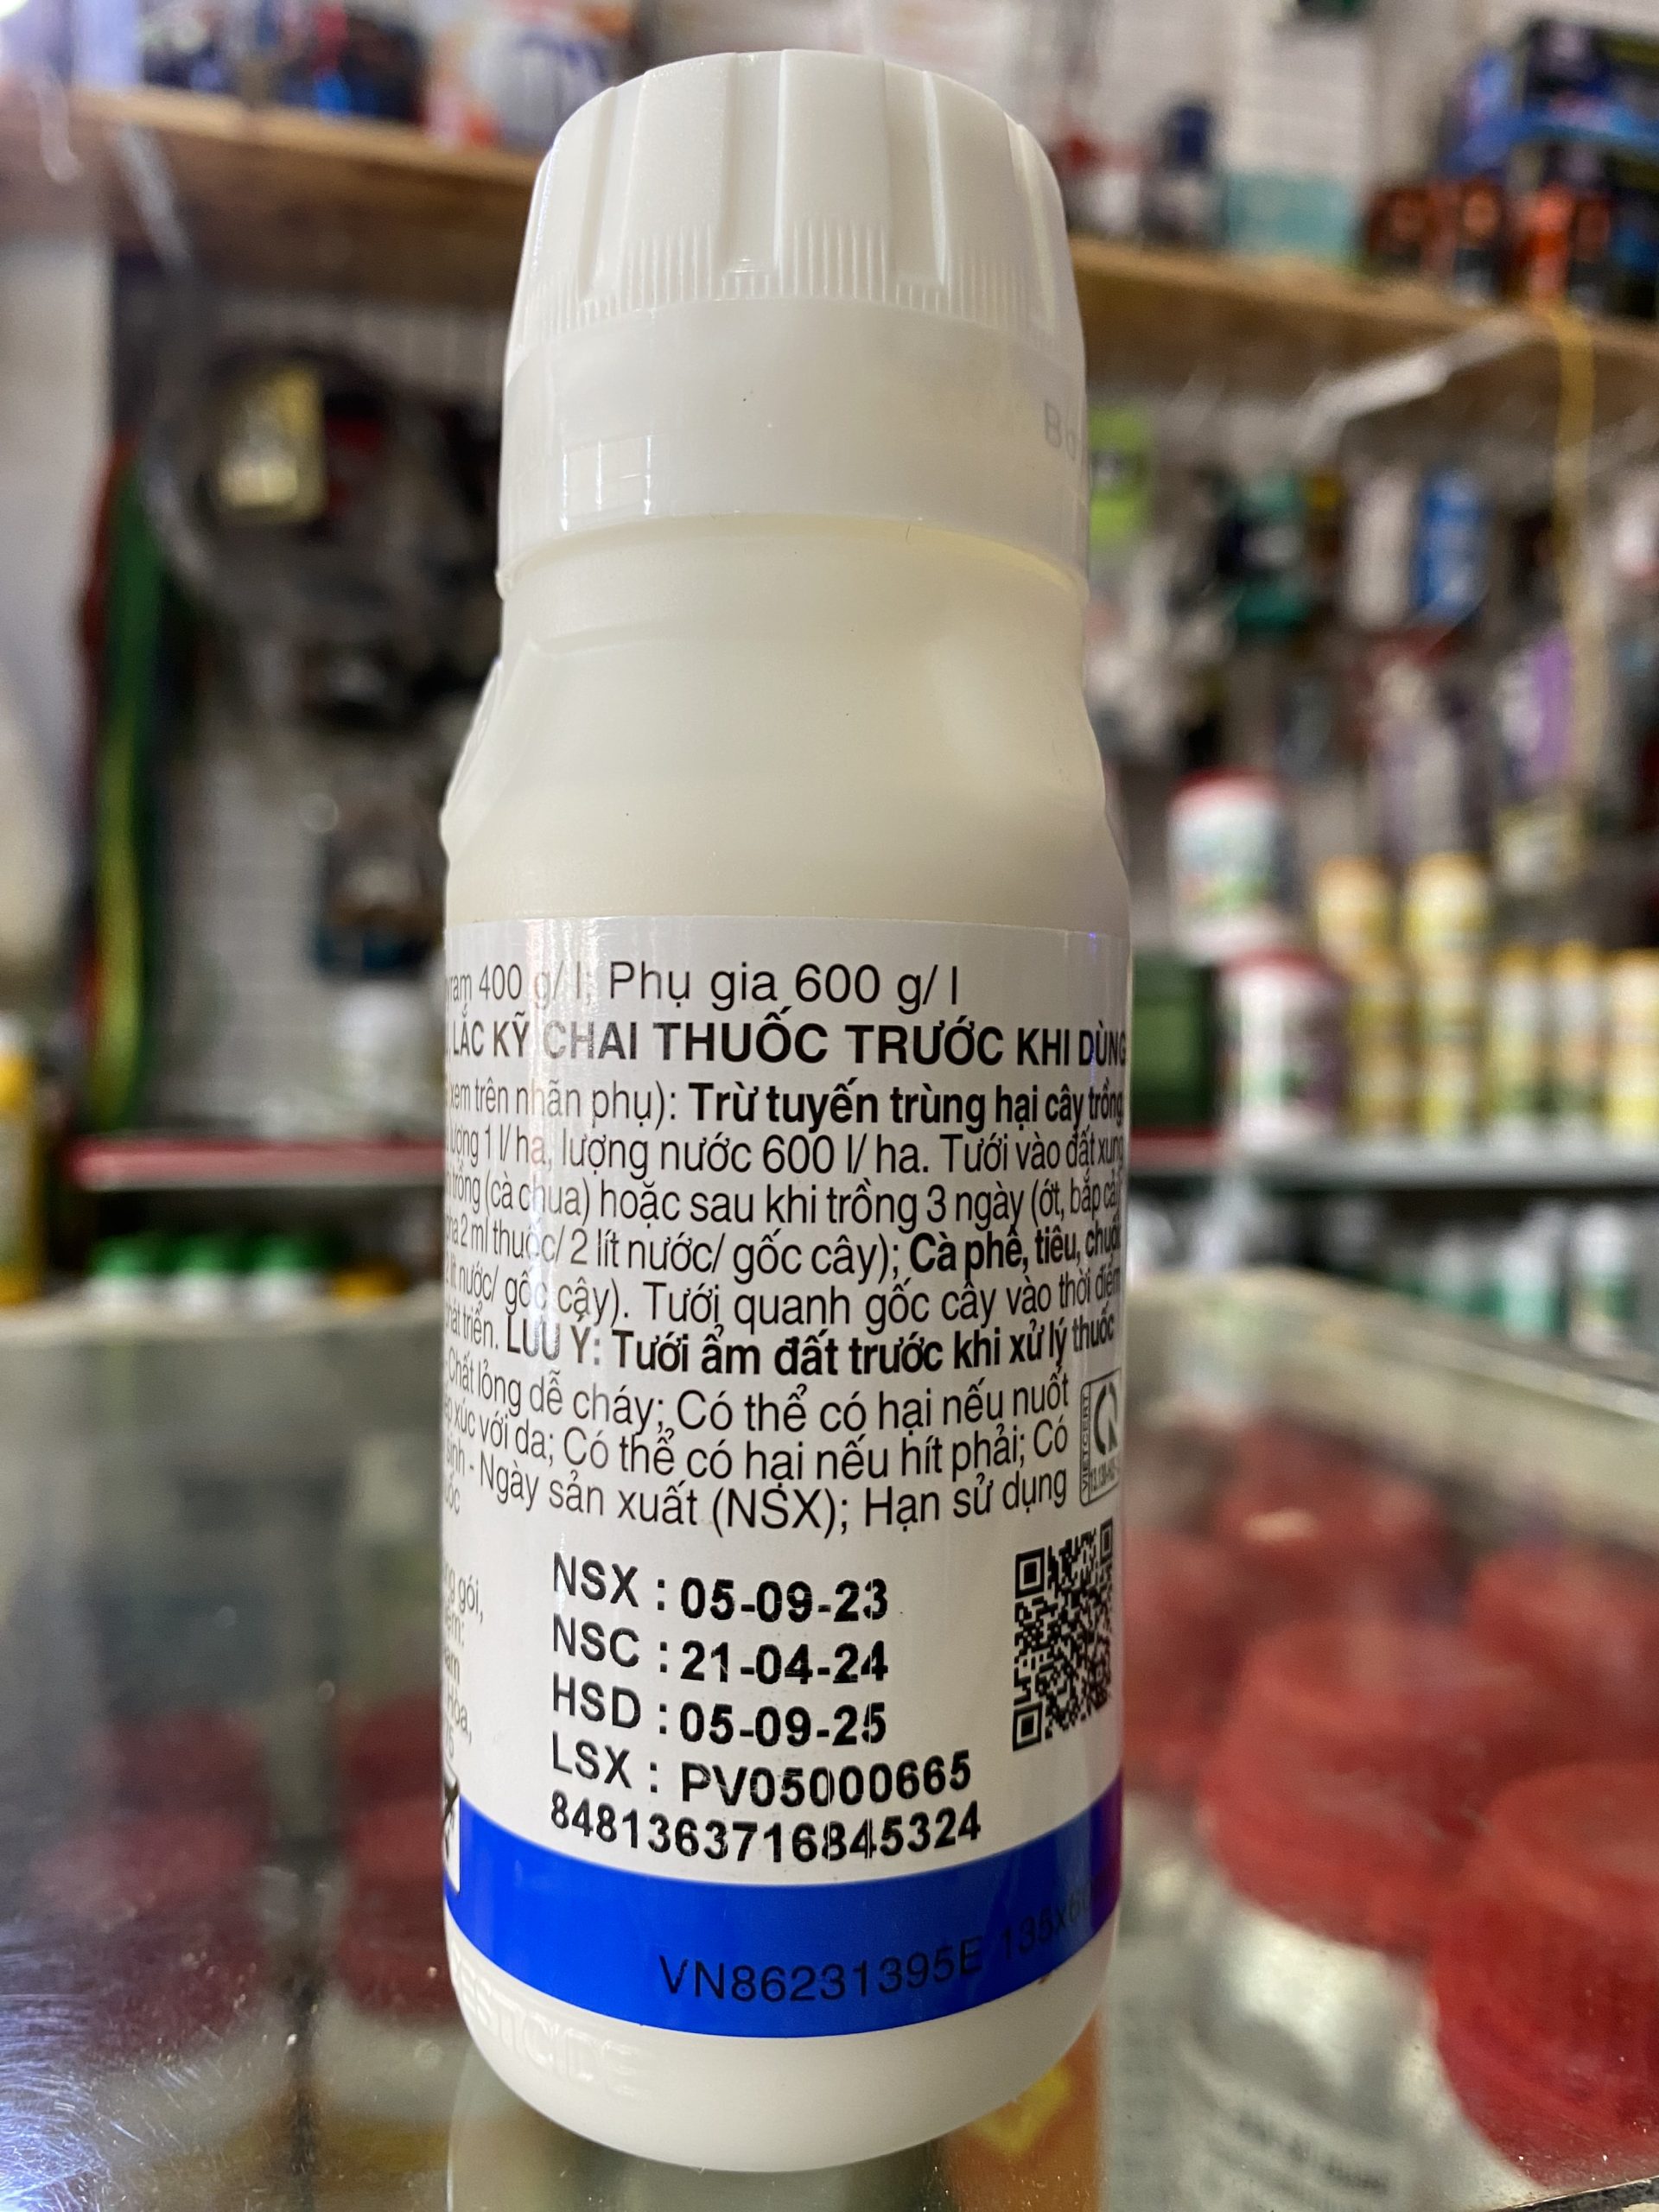 400 g/ l; Phụ gia 600 g/ l
LẮC KỸ CHAI THUỐC TRƯỚC KHI DÙNG
xem trên nhãn phụ): Trừ tuyến trùng hại cây trồng
lượng 1 l/ ha, lượng nước 600 l/ ha. Tưới vào đất xung
trồng (cà chua) hoặc sau khi trồng 3 ngày (ớt, bắp cải
pha 2 ml thuốc/ 2 lít nước/ gốc cây); Cà phê, tiêu, chuối
lít nước/ gốc cây). Tưới quanh gốc cây vào thời điểm
phát triển. LƯU Ý: Tưới ẩm đất trước khi xử lý thuốc
Chất lỏng dễ cháy; Có thể có hại nếu nuốt
xúc với da; Có thể có hại nếu hít phải; Có
- Ngày sản xuất (NSX); Hạn sử dụng
VIETCERT
gói,
NSX : 05-09-23
NSC : 21-04-24
HSD : 05-09-25
LSX : PV05000665
8481363716845324
VN86231395E